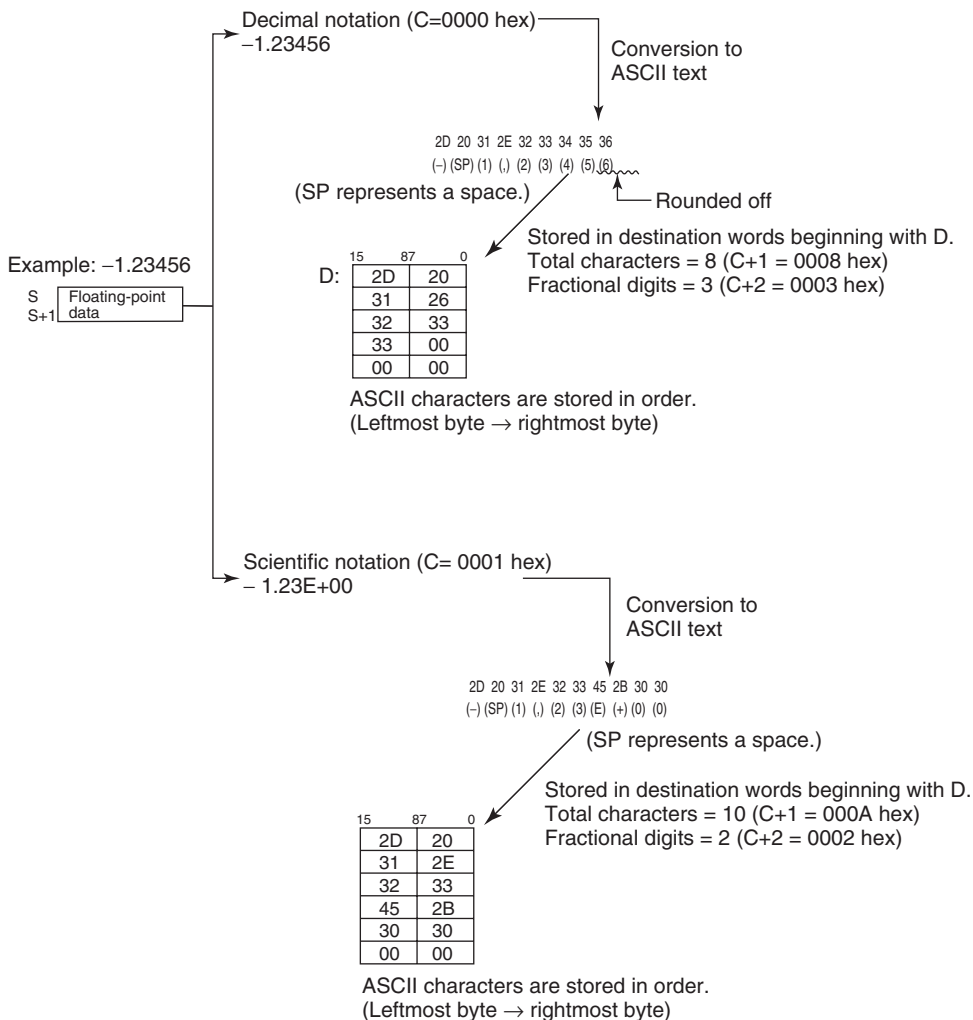 Decimal notation (C=0000 hex)
−1.23456
Conversion to
ASCII text
2D 20 31 2E 32 33 34 35 36
(−) (SP) (1) (,) (2) (3) (4) (5) (6)
(SP represents a space.)
Rounded off
Stored in destination words beginning with D.
Total characters = 8 (C+1 = 0008 hex)
Fractional digits = 3 (C+2 = 0003 hex)
Example: −1.23456
S
S+1
Floating-point
data
15 87 0
D:
2D 20
31 26
32 33
33 00
00 00
ASCII characters are stored in order.
(Leftmost byte → rightmost byte)
Scientific notation (C= 0001 hex)
− 1.23E+00
Conversion to
ASCII text
2D 20 31 2E 32 33 45 2B 30 30
(−) (SP) (1) (,) (2) (3) (E) (+) (0) (0)
(SP represents a space.)
Stored in destination words beginning with D.
Total characters = 10 (C+1 = 000A hex)
Fractional digits = 2 (C+2 = 0002 hex)
15 87 0
2D 20
31 2E
32 33
45 2B
30 30
00 00
ASCII characters are stored in order.
(Leftmost byte → rightmost byte)